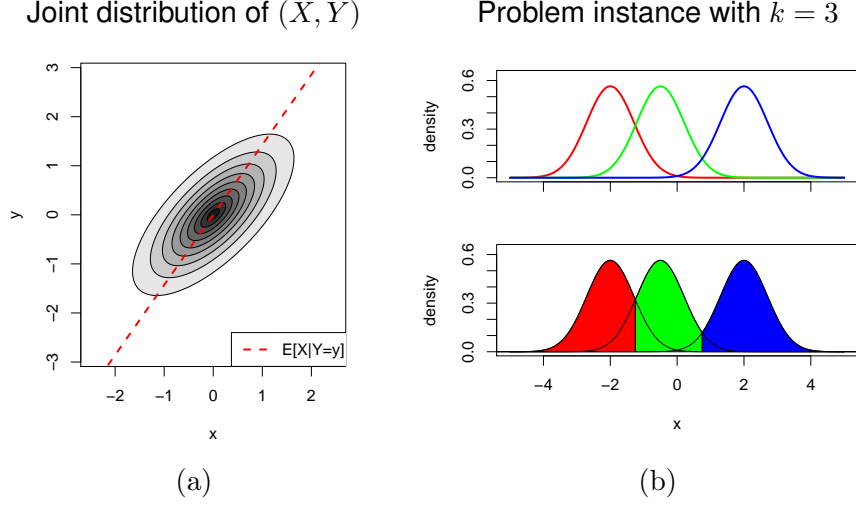 Joint distribution of (X, Y)
Problem instance with k = 3
3
2
1
0
−1
−2
−3
y
E[X|Y=y]
−2
−1
0
1
2
x
(a)
0.6
0.3
0.0
density
0.6
0.3
0.0
density
−4
−2
0
2
4
x
(b)